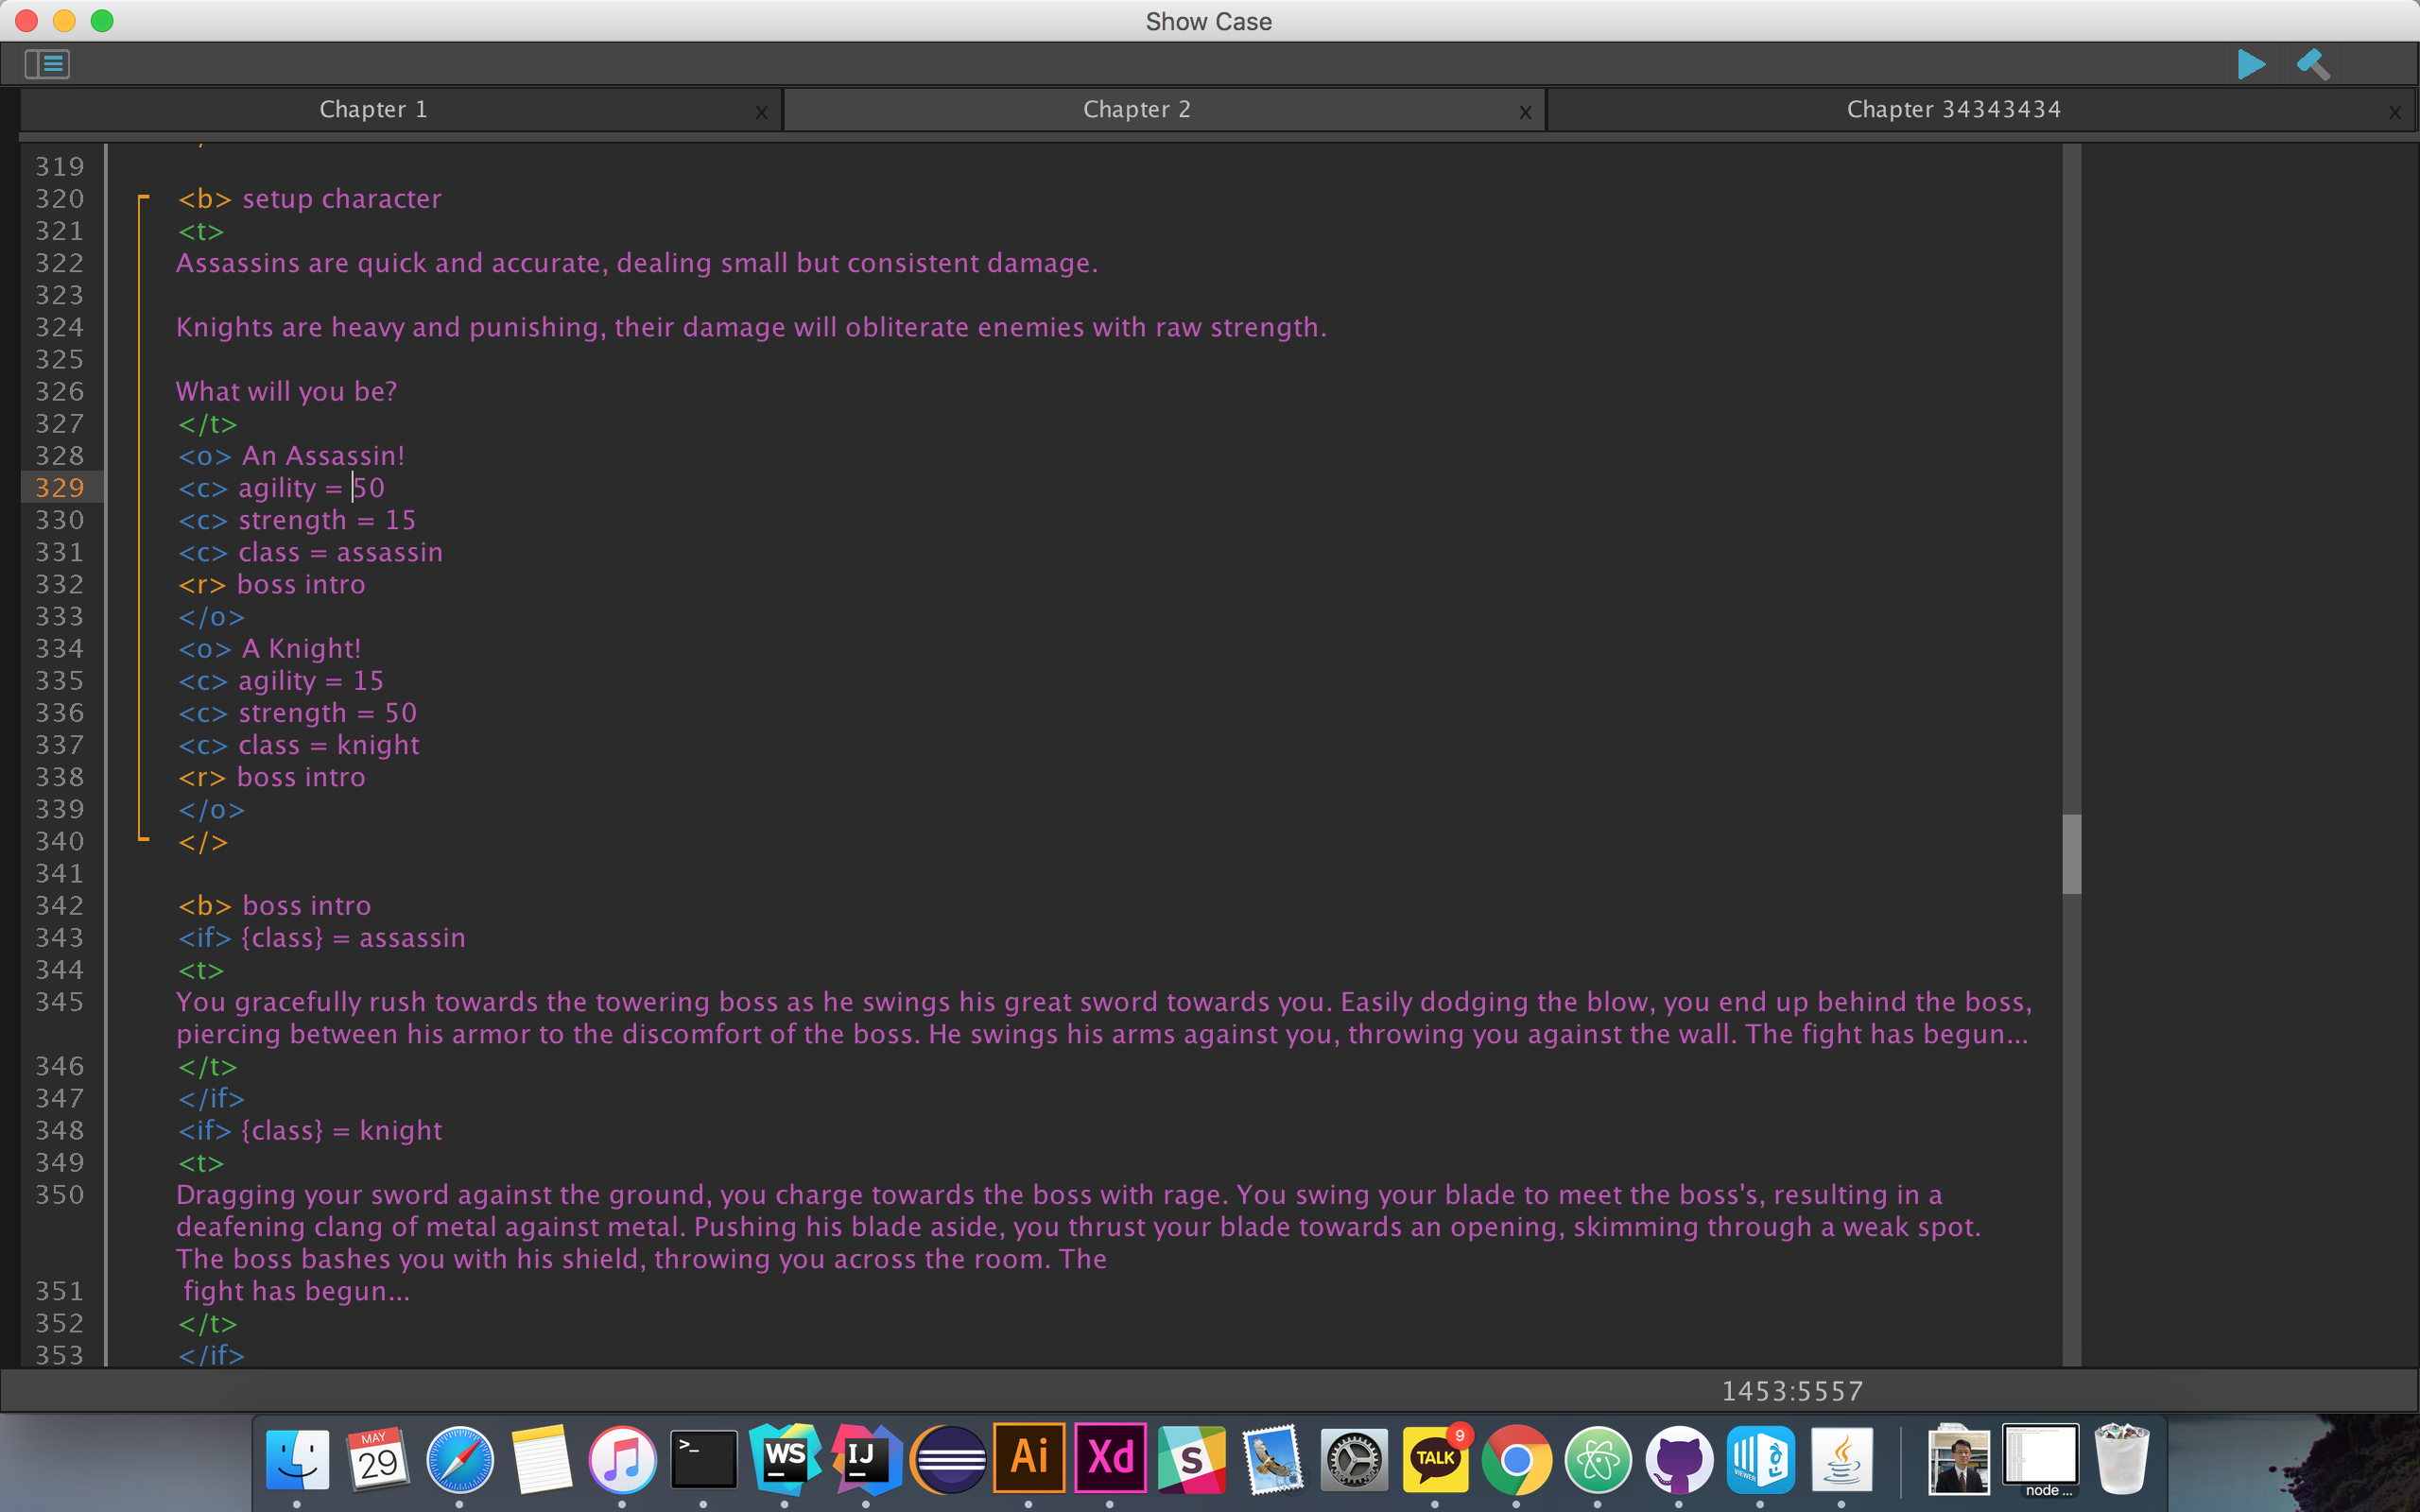 Show Case
Chapter 1 x
Chapter 2 x
Chapter 34343434 x
319
320 <b> setup character
321 <t>
322 Assassins are quick and accurate, dealing small but consistent damage.
323
324 Knights are heavy and punishing, their damage will obliterate enemies with raw strength.
325
326 What will you be?
327 </t>
328 <o> An Assassin!
329 <c> agility = 50
330 <c> strength = 15
331 <c> class = assassin
332 <r> boss intro
333 </o>
334 <o> A Knight!
335 <c> agility = 15
336 <c> strength = 50
337 <c> class = knight
338 <r> boss intro
339 </o>
340 </>
341
342 <b> boss intro
343 <if> {class} = assassin
344 <t>
345 You gracefully rush towards the towering boss as he swings his great sword towards you. Easily dodging the blow, you end up behind the boss,
piercing between his armor to the discomfort of the boss. He swings his arms against you, throwing you against the wall. The fight has begun...
346 </t>
347 </if>
348 <if> {class} = knight
349 <t>
350 Dragging your sword against the ground, you charge towards the boss with rage. You swing your blade to meet the boss's, resulting in a
deafening clang of metal against metal. Pushing his blade aside, you thrust your blade towards an opening, skimming through a weak spot.
The boss bashes you with his shield, throwing you across the room. The
351 fight has begun...
352 </t>
353 </if>
1453:5557
MAY
29
>_
WS
IJ
Ai
Xd
S
TALK
9
VIEWER
node ...